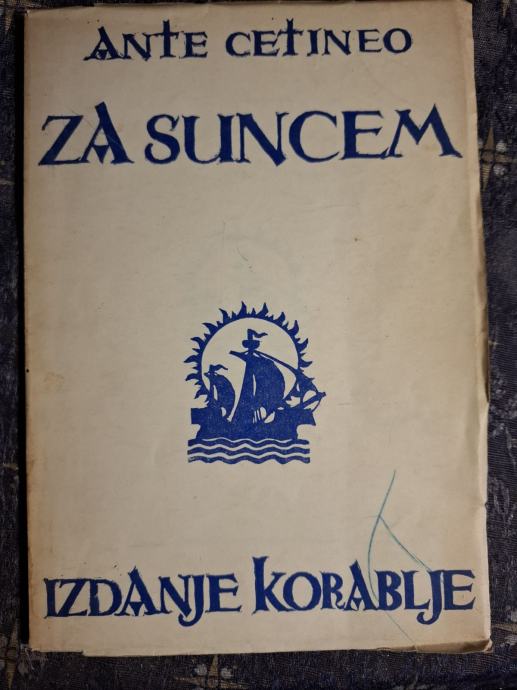 ANTE CETINEO
ZA SUNCEM
IZDANJE KORABLJE